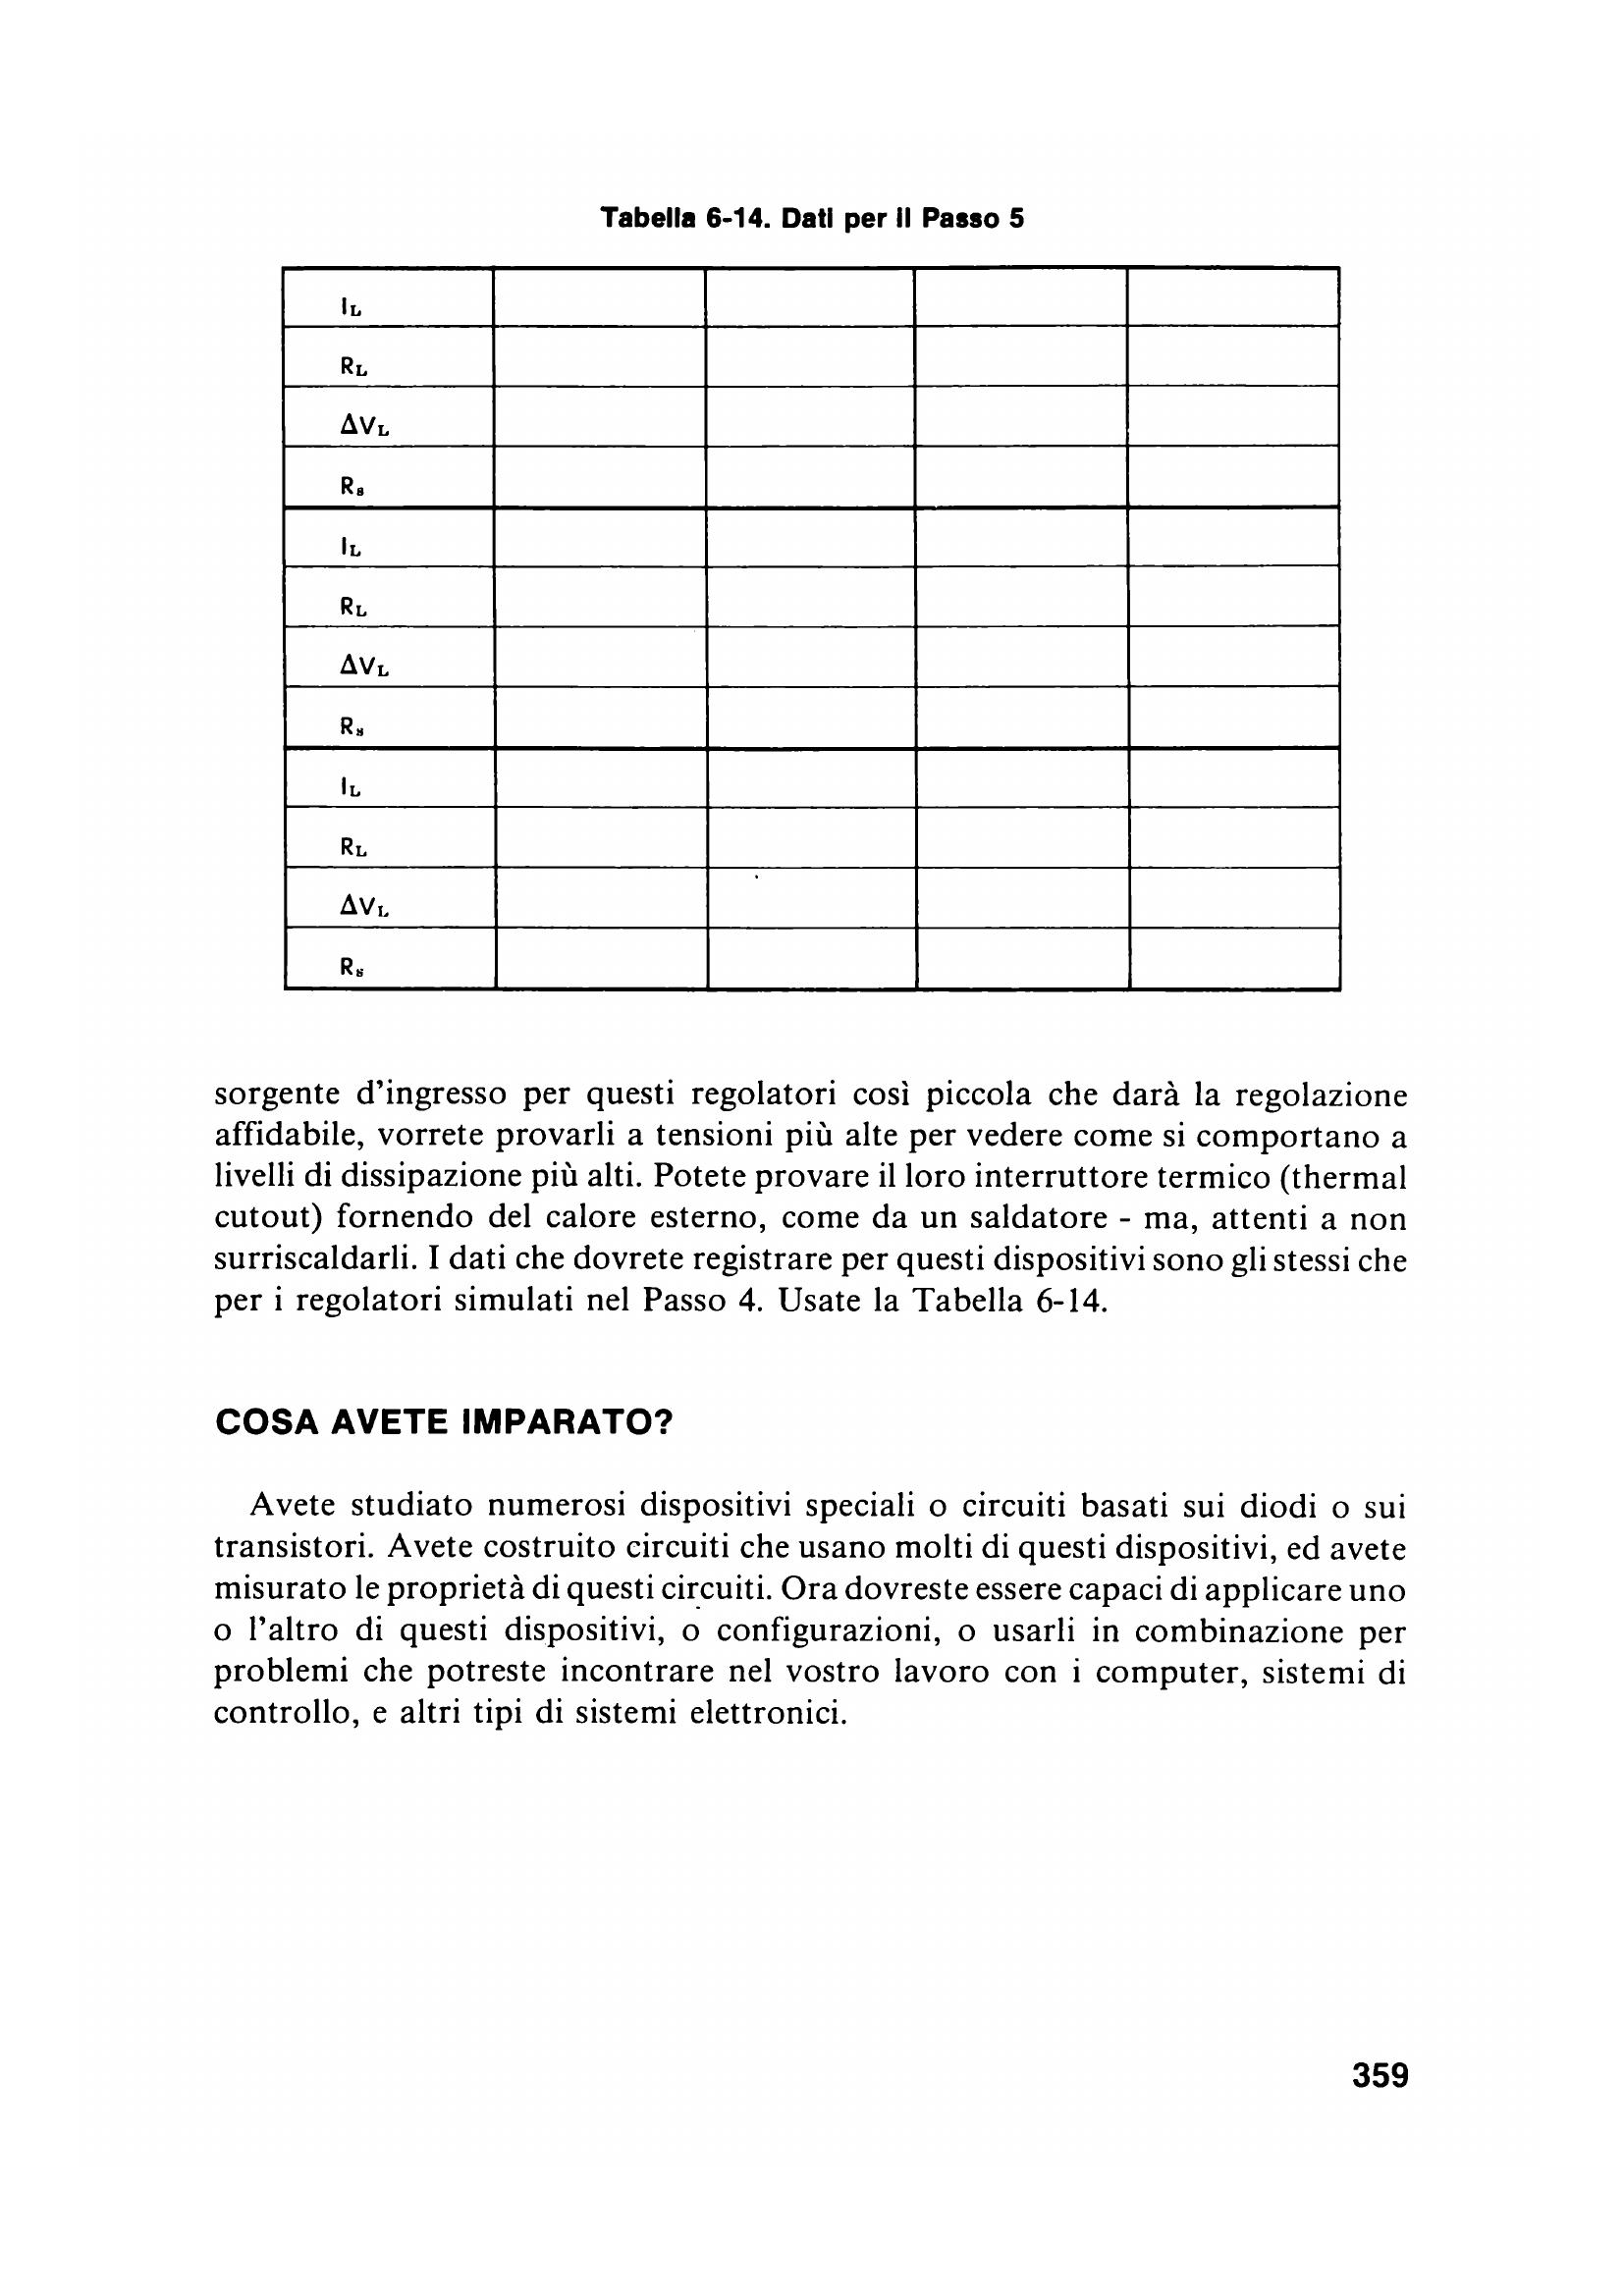 Tabella 6-14. Dati per il Passo 5
I_L
R_L
ΔV_L
R_s
I_L
R_L
ΔV_L
R_s
I_L
R_L
ΔV_L
R_s
sorgente d'ingresso per questi regolatori così piccola che darà la regolazione
affidabile, vorrete provarli a tensioni più alte per vedere come si comportano a
livelli di dissipazione più alti. Potete provare il loro interruttore termico (thermal
cutout) fornendo del calore esterno, come da un saldatore - ma, attenti a non
surriscaldarli. I dati che dovrete registrare per questi dispositivi sono gli stessi che
per i regolatori simulati nel Passo 4. Usate la Tabella 6-14.
COSA AVETE IMPARATO?
Avete studiato numerosi dispositivi speciali o circuiti basati sui diodi o sui
transistori. Avete costruito circuiti che usano molti di questi dispositivi, ed avete
misurato le proprietà di questi circuiti. Ora dovreste essere capaci di applicare uno
o l'altro di questi dispositivi, o configurazioni, o usarli in combinazione per
problemi che potreste incontrare nel vostro lavoro con i computer, sistemi di
controllo, e altri tipi di sistemi elettronici.
359